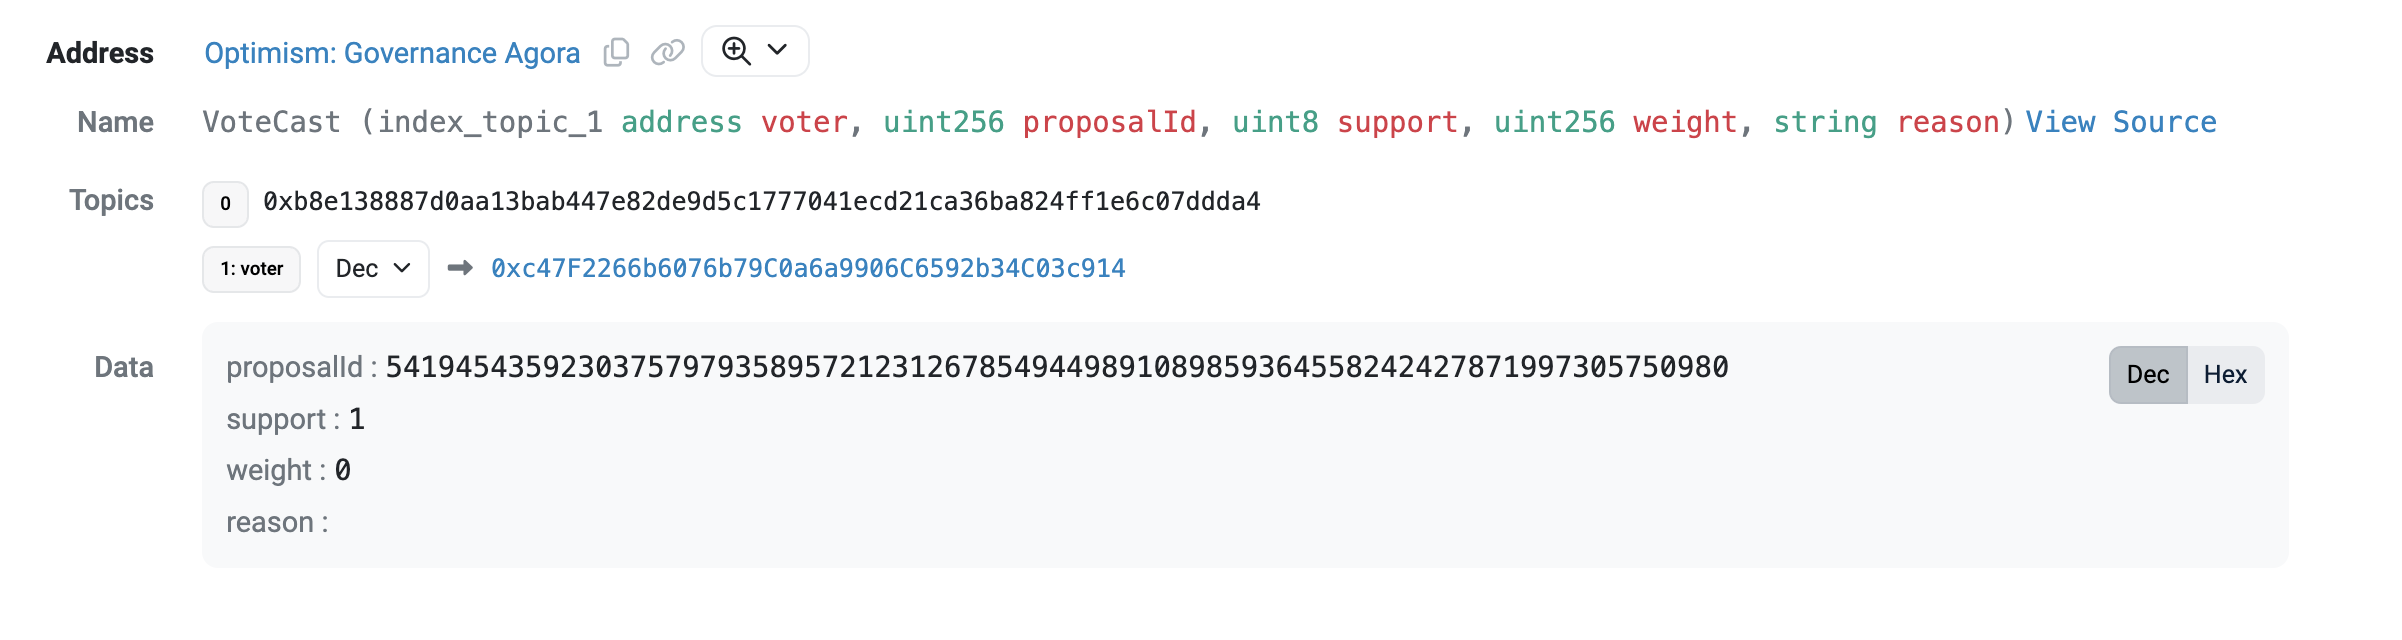 Address Optimism: Governance Agora
Name VoteCast (index_topic_1 address voter, uint256 proposalId, uint8 support, uint256 weight, string reason) View Source
Topics 0 0xb8e138887d0aa13bab447e82de9d5c1777041ecd21ca36ba824ff1e6c07ddda4
1: voter Dec 0xc47F2266b6076b79C0a6a9906C6592b34C03c914
Data proposalId : 54194543592303757979358957212312678549449891089859364558242427871997305750980 Dec Hex
support : 1
weight : 0
reason :